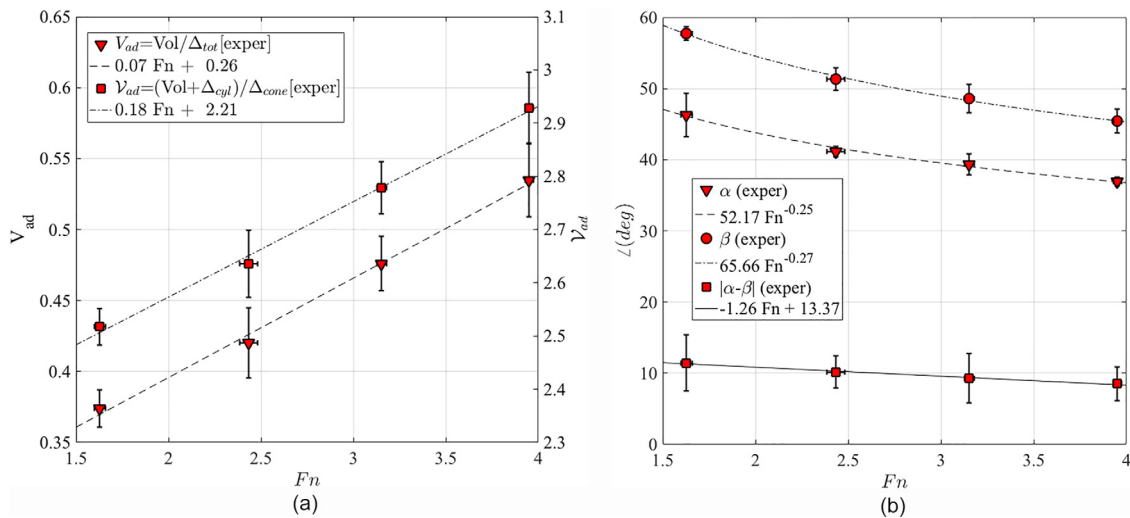 0.65
0.6
0.55
0.5
0.45
0.4
0.35
V_ad
V_ad=Vol/Δ_tot[exper]
0.07 Fn + 0.26
𝒱_ad=(Vol+Δ_cyl)/Δ_cone[exper]
0.18 Fn + 2.21
3.1
3
2.9
2.8
2.7
2.6
2.5
2.4
2.3
𝒱_ad
1.5 2 2.5 3 3.5 4
Fn
(a)
60
50
40
30
20
10
0
∠(deg)
α (exper)
52.17 Fn^-0.25
β (exper)
65.66 Fn^-0.27
|α-β| (exper)
-1.26 Fn + 13.37
1.5 2 2.5 3 3.5 4
Fn
(b)